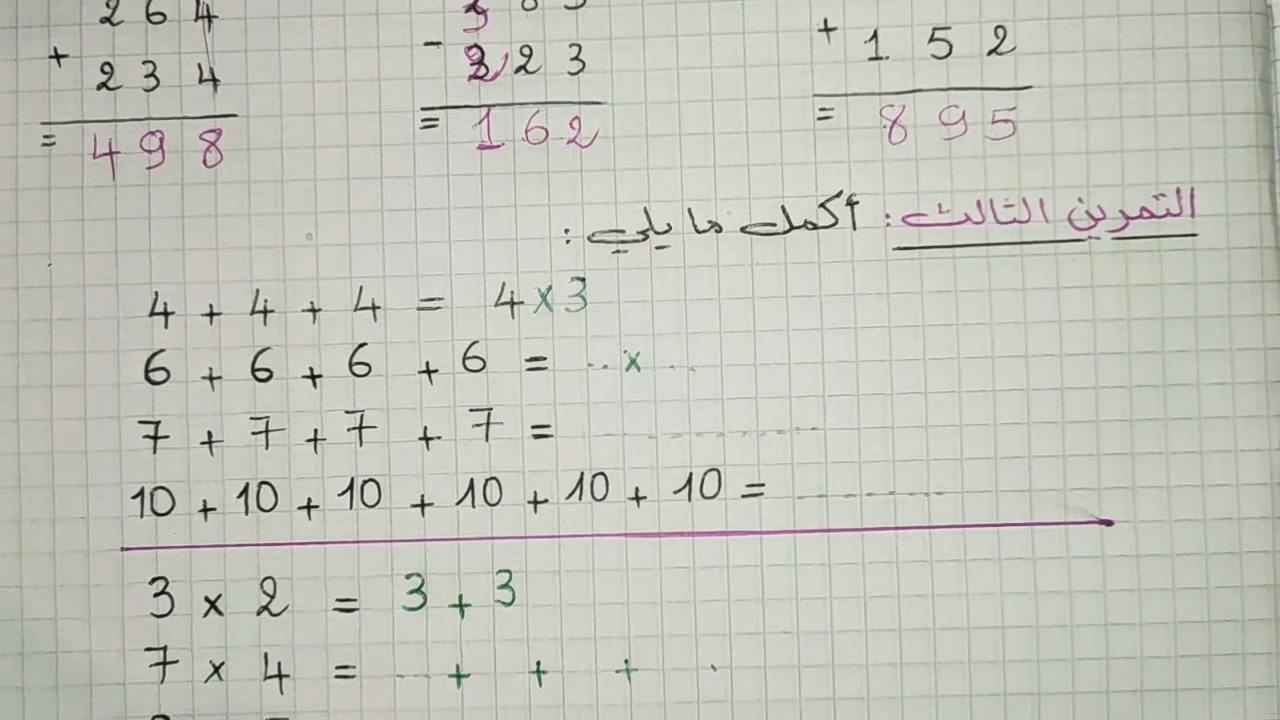 264
+ 234
= 498
- 223
= 162
+ 152
= 895
التمرين الثالث: أكمل ما يلي:
4 + 4 + 4 = 4 × 3
6 + 6 + 6 + 6 = .. × ..
7 + 7 + 7 + 7 = ............
10 + 10 + 10 + 10 + 10 + 10 = ............
3 × 2 = 3 + 3
7 × 4 = ... + + + .